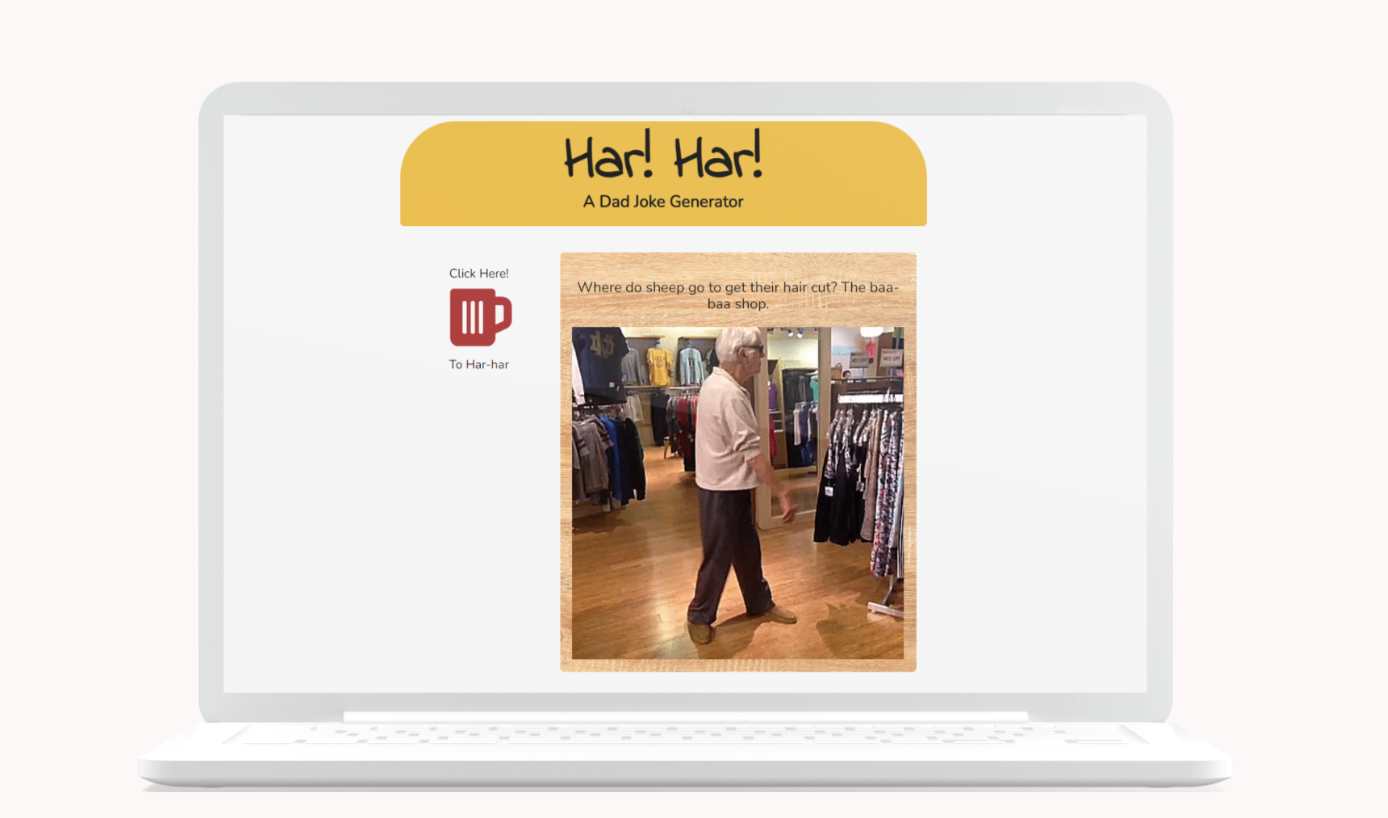 Har! Har!
A Dad Joke Generator
Click Here!
To Har-har
Where do sheep go to get their hair cut? The baa-
baa shop.